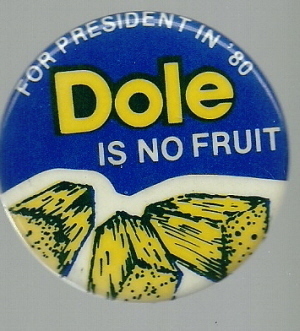 FOR PRESIDENT IN '80
Dole
IS NO FRUIT